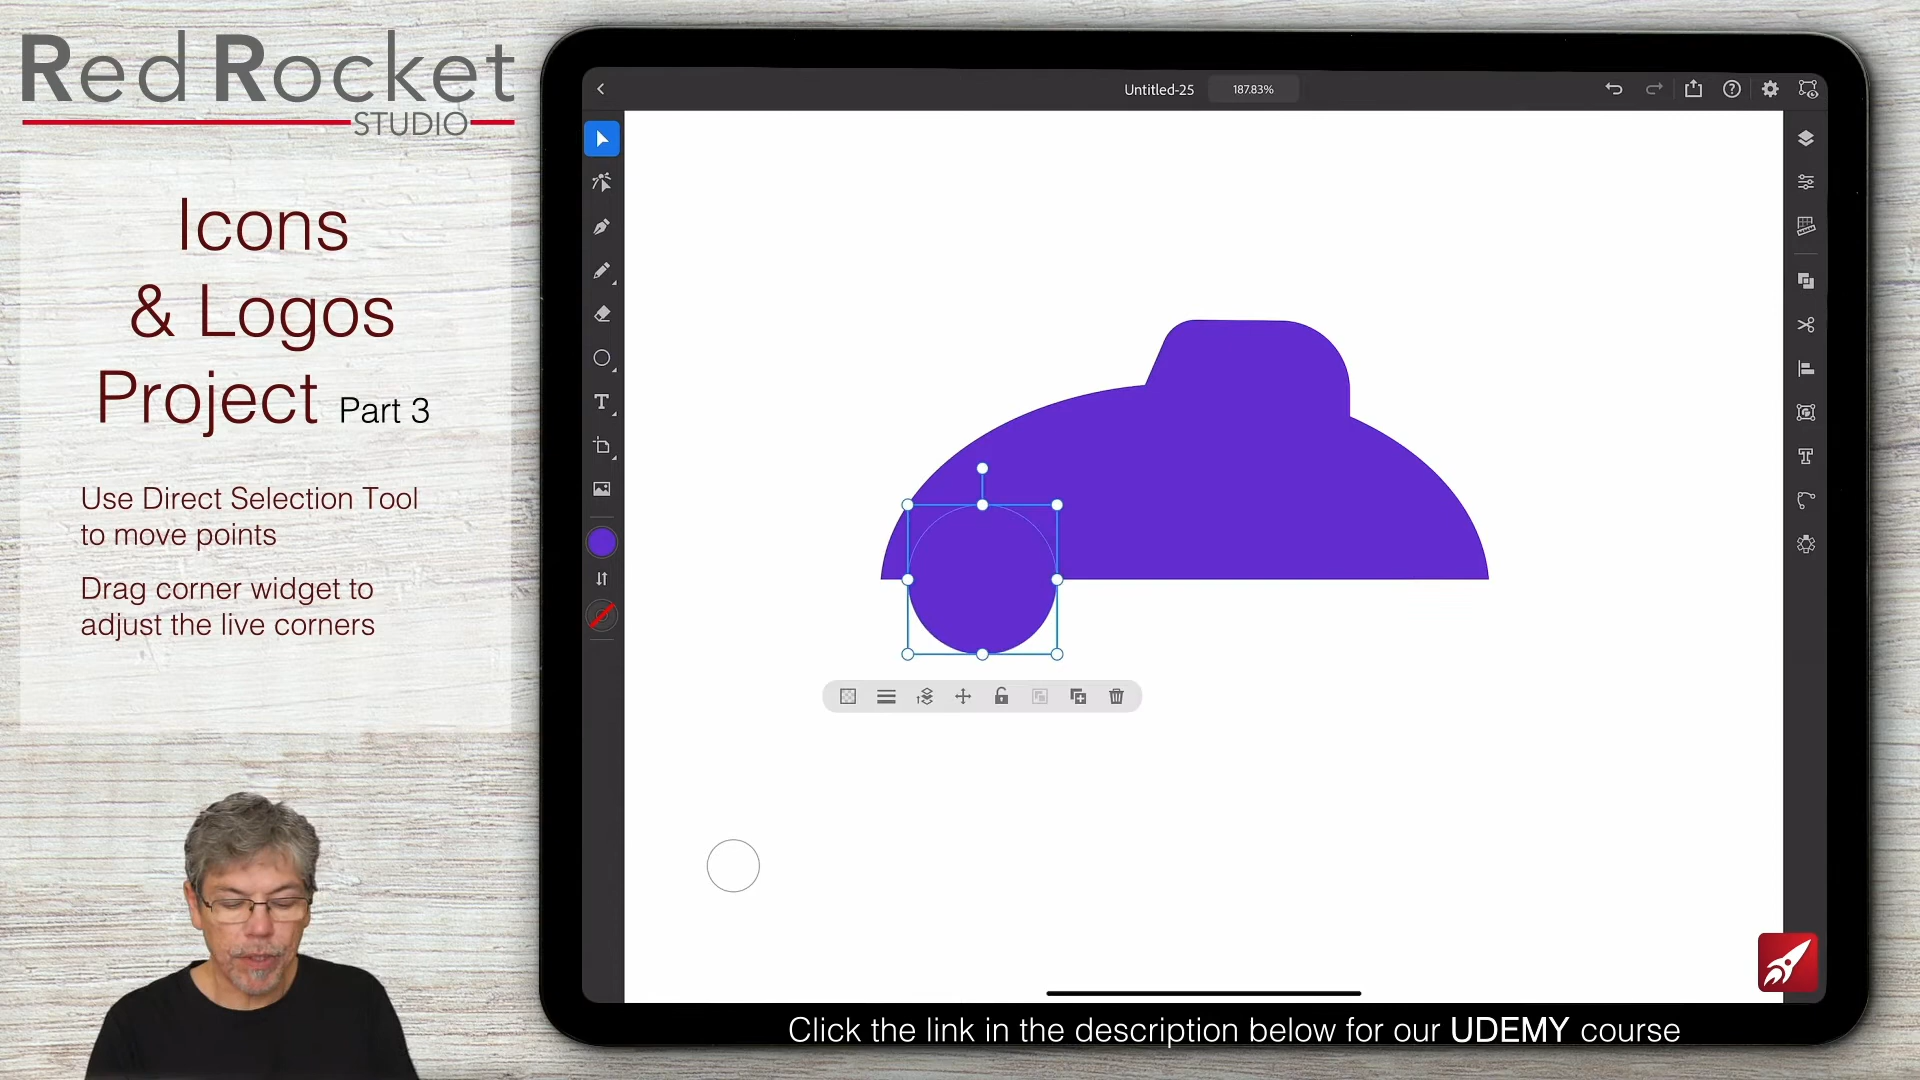 Red Rocket
STUDIO
Icons
& Logos
Project Part 3
Use Direct Selection Tool
to move points
Drag corner widget to
adjust the live corners
Untitled-25
187.83%
Click the link in the description below for our UDEMY course